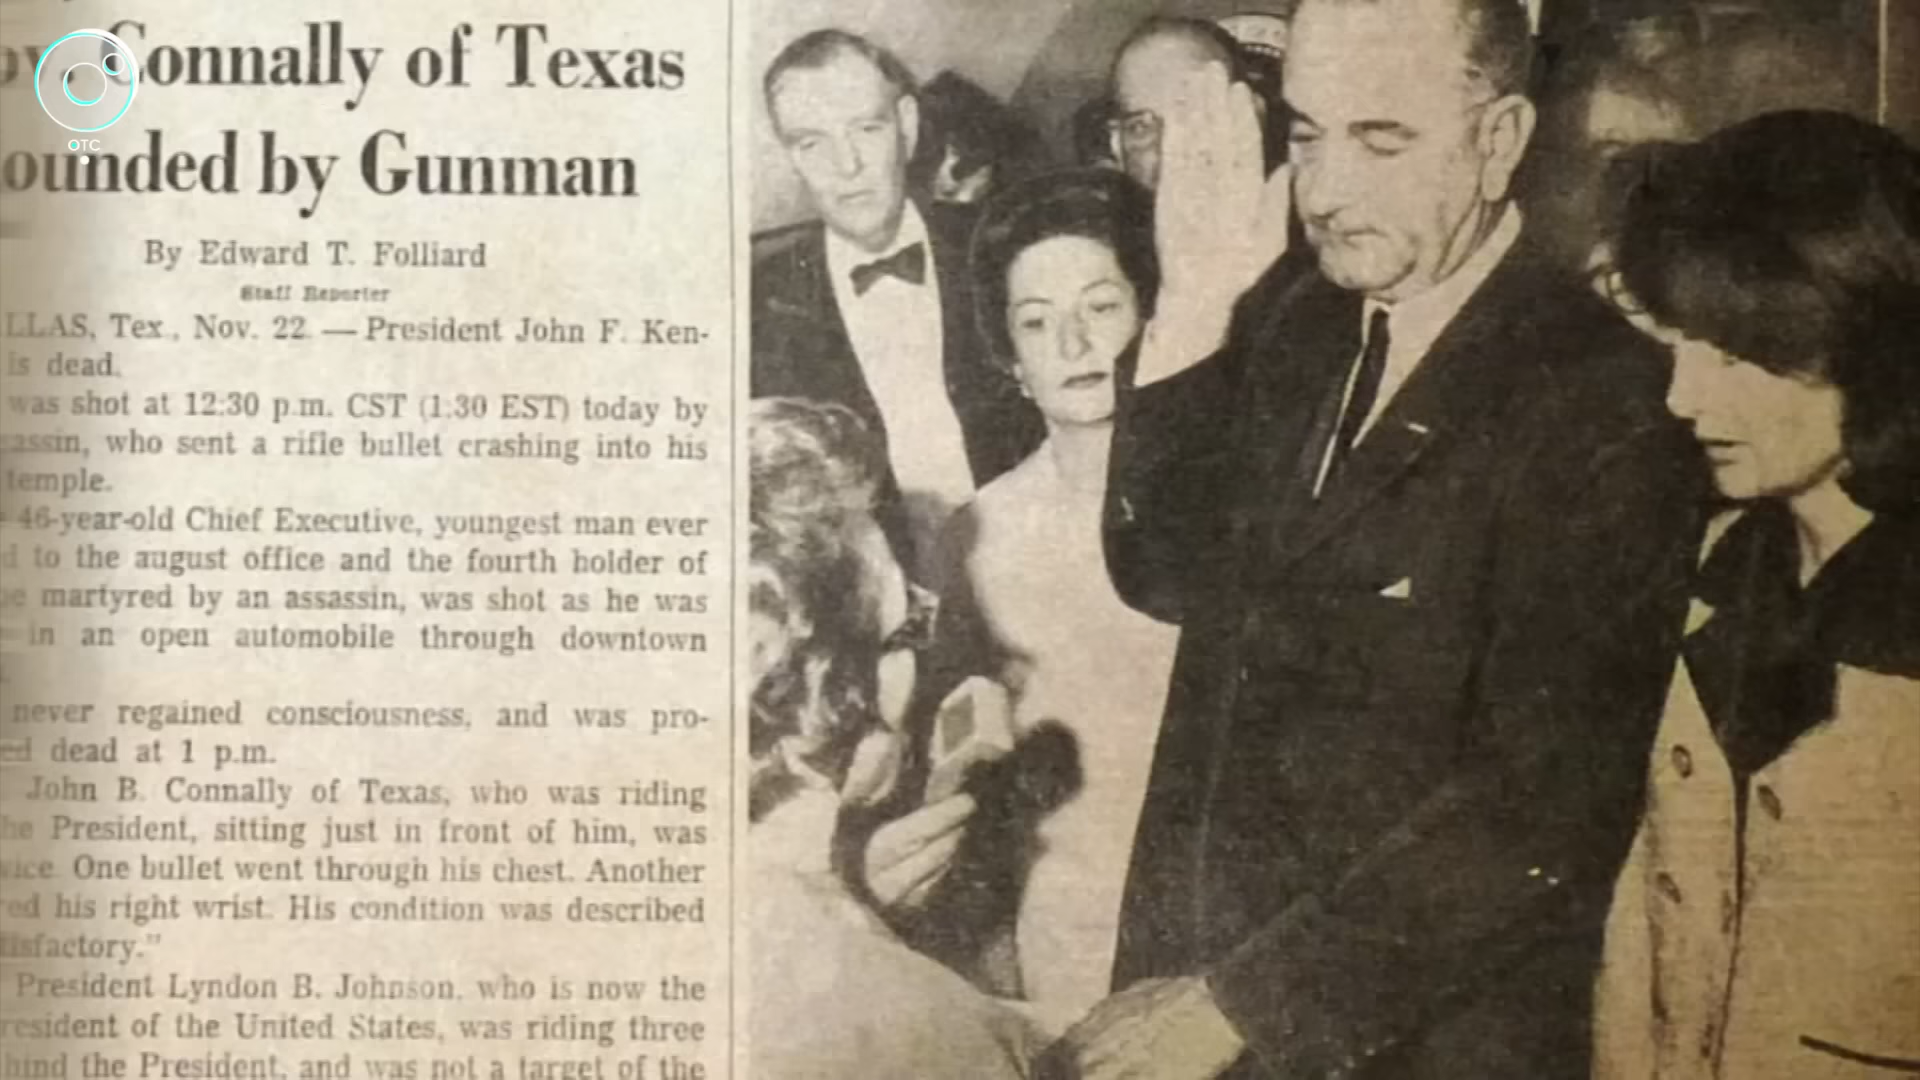 Connally of Texas
ounded by Gunman
By Edward T. Folliard
Staff Reporter
LLAS, Tex., Nov. 22 — President John F. Ken-
is dead.
was shot at 12:30 p.m. CST (1:30 EST) today by
assin, who sent a rifle bullet crashing into his
temple.
46-year-old Chief Executive, youngest man ever
d to the august office and the fourth holder of
martyred by an assassin, was shot as he was
in an open automobile through downtown
never regained consciousness, and was pro-
ed dead at 1 p.m.
John B. Connally of Texas, who was riding
he President, sitting just in front of him, was
One bullet went through his chest. Another
ed his right wrist. His condition was described
tisfactory."
President Lyndon B. Johnson, who is now the
resident of the United States, was riding three
hind the President, and was not a target of the
ОТС